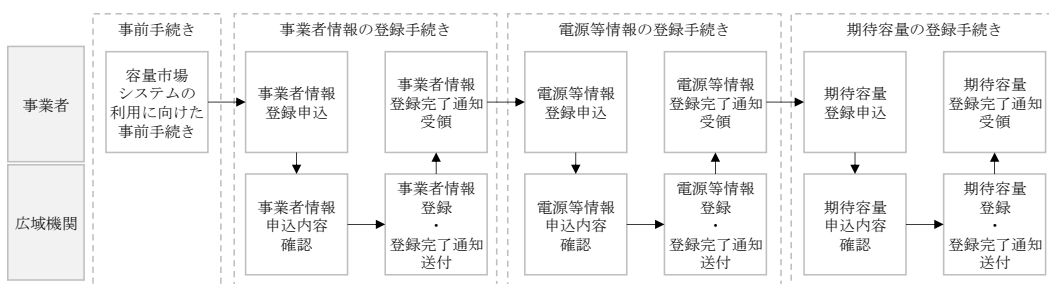 事前手続き
事業者情報の登録手続き
電源等情報の登録手続き
期待容量の登録手続き
事業者
容量市場
システムの
利用に向けた
事前手続き
事業者情報
登録申込
事業者情報
登録完了通知
受領
電源等情報
登録申込
電源等情報
登録完了通知
受領
期待容量
登録申込
期待容量
登録完了通知
受領
広域機関
事業者情報
申込内容
確認
事業者情報
登録
・
登録完了通知
送付
電源等情報
申込内容
確認
電源等情報
登録
・
登録完了通知
送付
期待容量
申込内容
確認
期待容量
登録
・
登録完了通知
送付